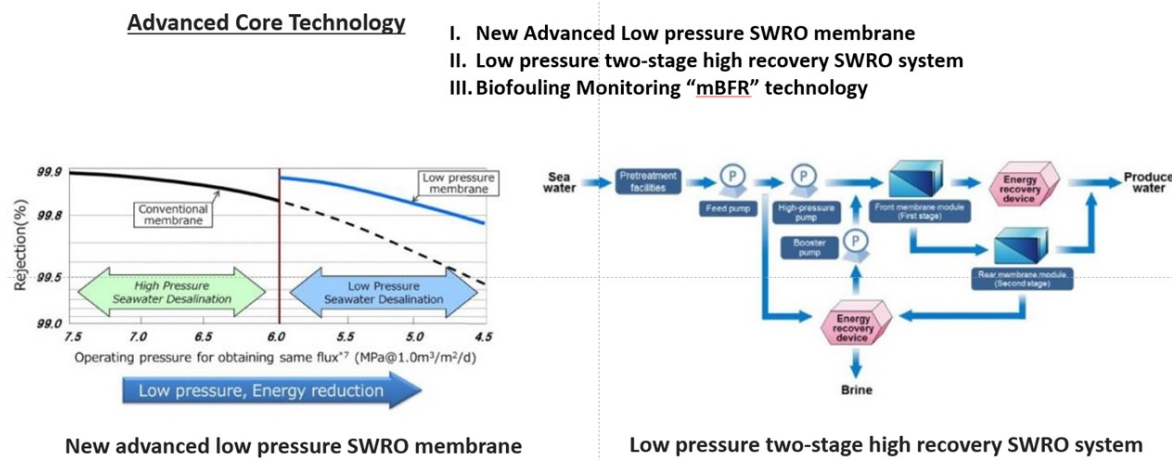 Advanced Core Technology
I. New Advanced Low pressure SWRO membrane
II. Low pressure two-stage high recovery SWRO system
III. Biofouling Monitoring “mBFR” technology
Rejection(%)
99.9
99.8
99.5
99.0
Conventional
membrane
Low pressure
membrane
High Pressure
Seawater Desalination
Low Pressure
Seawater Desalination
7.5 7.0 6.5 6.0 5.5 5.0 4.5
Operating pressure for obtaining same flux*7 (MPa@1.0m³/m²/d)
Low pressure, Energy reduction
New advanced low pressure SWRO membrane
Sea
water
Pretreatment
facilities
P
Feed pump
P
High-pressure
pump
Front membrane module
(First stage)
Energy
recovery
device
Produce
water
Booster
pump
P
Rear membrane module
(Second stage)
Energy
recovery
device
Brine
Low pressure two-stage high recovery SWRO system